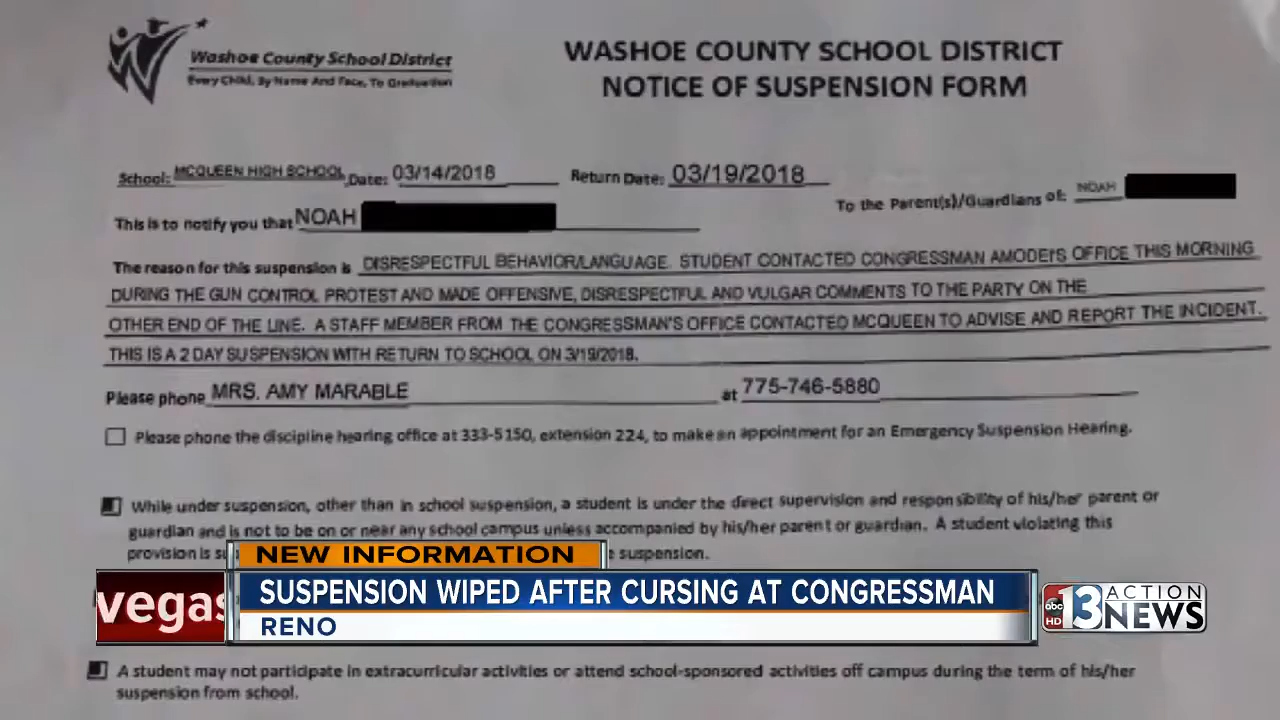 Washoe County School District
Every Child, By Name And Face, To Graduation
WASHOE COUNTY SCHOOL DISTRICT
NOTICE OF SUSPENSION FORM
School: MCQUEEN HIGH SCHOOL Date: 03/14/2018 Return Date: 03/19/2018
To the Parent(s)/Guardians of: NOAH
This is to notify you that NOAH
The reason for this suspension is DISRESPECTFUL BEHAVIOR/LANGUAGE. STUDENT CONTACTED CONGRESSMAN AMODEI'S OFFICE THIS MORNING
DURING THE GUN CONTROL PROTEST AND MADE OFFENSIVE, DISRESPECTFUL AND VULGAR COMMENTS TO THE PARTY ON THE
OTHER END OF THE LINE. A STAFF MEMBER FROM THE CONGRESSMAN'S OFFICE CONTACTED MCQUEEN TO ADVISE AND REPORT THE INCIDENT.
THIS IS A 2 DAY SUSPENSION WITH RETURN TO SCHOOL ON 3/19/2018.
Please phone MRS. AMY MARABLE at 775-746-5880
Please phone the discipline hearing office at 333-5150, extension 224, to make an appointment for an Emergency Suspension Hearing.
While under suspension, other than in school suspension, a student is under the direct supervision and responsibility of his/her parent or
guardian and is not to be on or near any school campus unless accompanied by his/her parent or guardian. A student violating this
provision is suspension.
NEW INFORMATION
vegas SUSPENSION WIPED AFTER CURSING AT CONGRESSMAN
RENO
abc HD 13 ACTION NEWS
A student may not participate in extracurricular activities or attend school-sponsored activities off campus during the term of his/her
suspension from school.